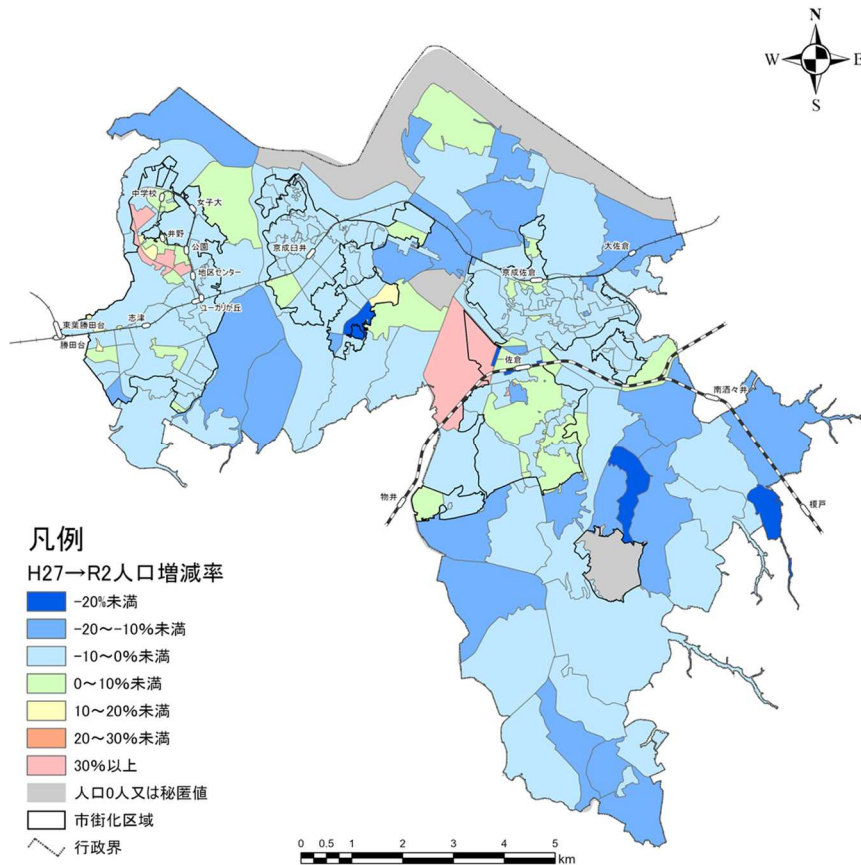 N
W E
S
中学校
女子大
井野
公園
地区センター
ユーカリが丘
京成臼井
志津
東葉勝田台
勝田台
京成佐倉
大佐倉
佐倉
南酒々井
物井
榎戸
凡例
H27→R2人口増減率
-20%未満
-20～-10%未満
-10～0%未満
0～10%未満
10～20%未満
20～30%未満
30%以上
人口0人又は秘匿値
市街化区域
行政界
0 0.5 1 2 3 4 5
km